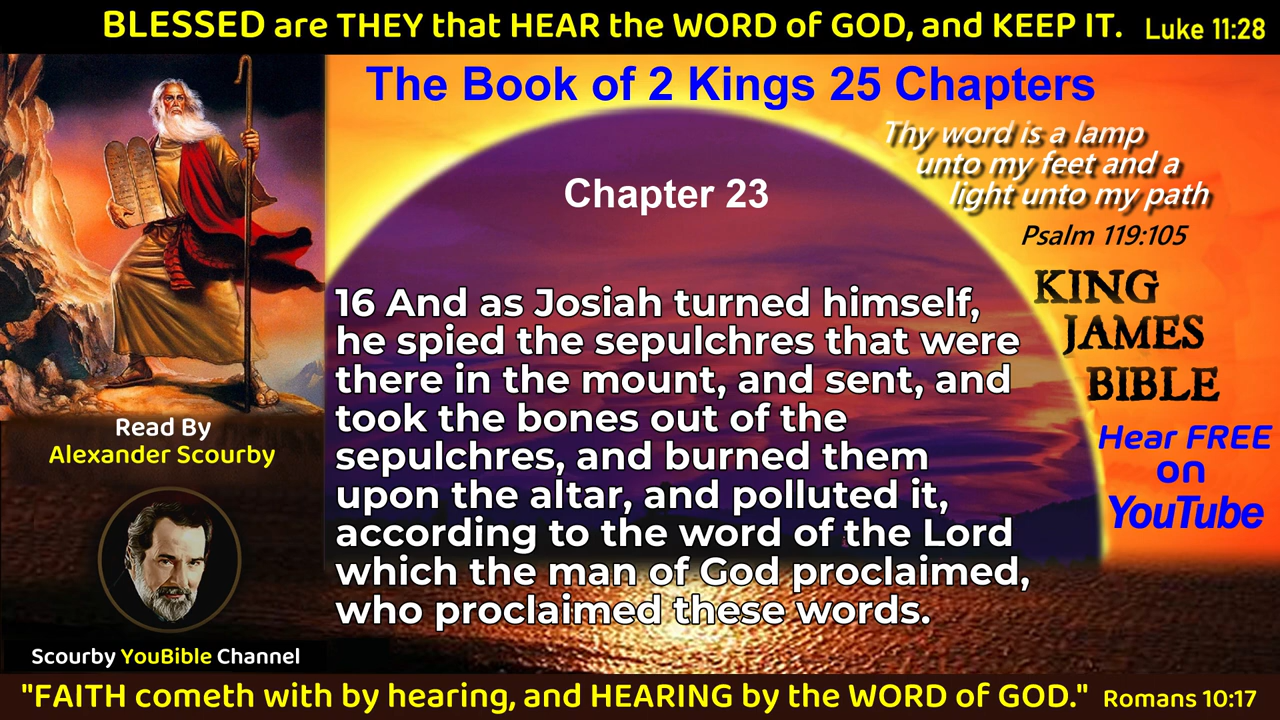 BLESSED are THEY that HEAR the WORD of GOD, and KEEP IT. Luke 11:28
The Book of 2 Kings 25 Chapters
Thy word is a lamp
unto my feet and a
light unto my path
Psalm 119:105
Chapter 23
KING
JAMES
BIBLE
16 And as Josiah turned himself,
he spied the sepulchres that were
there in the mount, and sent, and
took the bones out of the
sepulchres, and burned them
upon the altar, and polluted it,
according to the word of the Lord
which the man of God proclaimed,
who proclaimed these words.
Hear FREE
on
YouTube
Read By
Alexander Scourby
Scourby YouBible Channel
"FAITH cometh with by hearing, and HEARING by the WORD of GOD." Romans 10:17